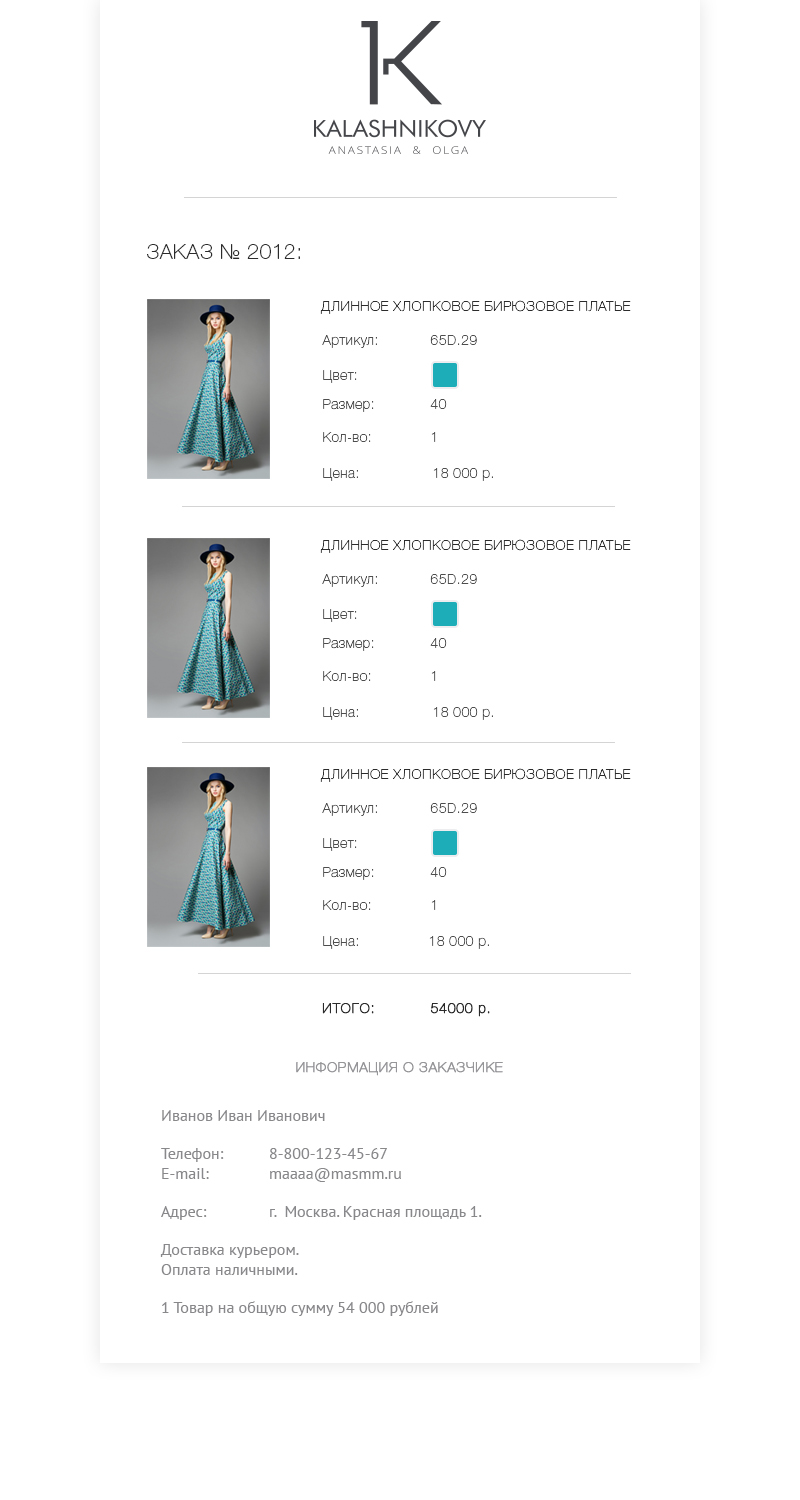 KALASHNIKOVY
ANASTASIA & OLGA
ЗАКАЗ № 2012:
ДЛИННОЕ ХЛОПКОВОЕ БИРЮЗОВОЕ ПЛАТЬЕ
Артикул: 65D.29
Цвет:
Размер: 40
Кол-во: 1
Цена: 18 000 р.
ДЛИННОЕ ХЛОПКОВОЕ БИРЮЗОВОЕ ПЛАТЬЕ
Артикул: 65D.29
Цвет:
Размер: 40
Кол-во: 1
Цена: 18 000 р.
ДЛИННОЕ ХЛОПКОВОЕ БИРЮЗОВОЕ ПЛАТЬЕ
Артикул: 65D.29
Цвет:
Размер: 40
Кол-во: 1
Цена: 18 000 р.
ИТОГО: 54000 р.
ИНФОРМАЦИЯ О ЗАКАЗЧИКЕ
Иванов Иван Иванович
Телефон: 8-800-123-45-67
E-mail: maaaa@masmm.ru
Адрес: г. Москва. Красная площадь 1.
Доставка курьером.
Оплата наличными.
1 Товар на общую сумму 54 000 рублей